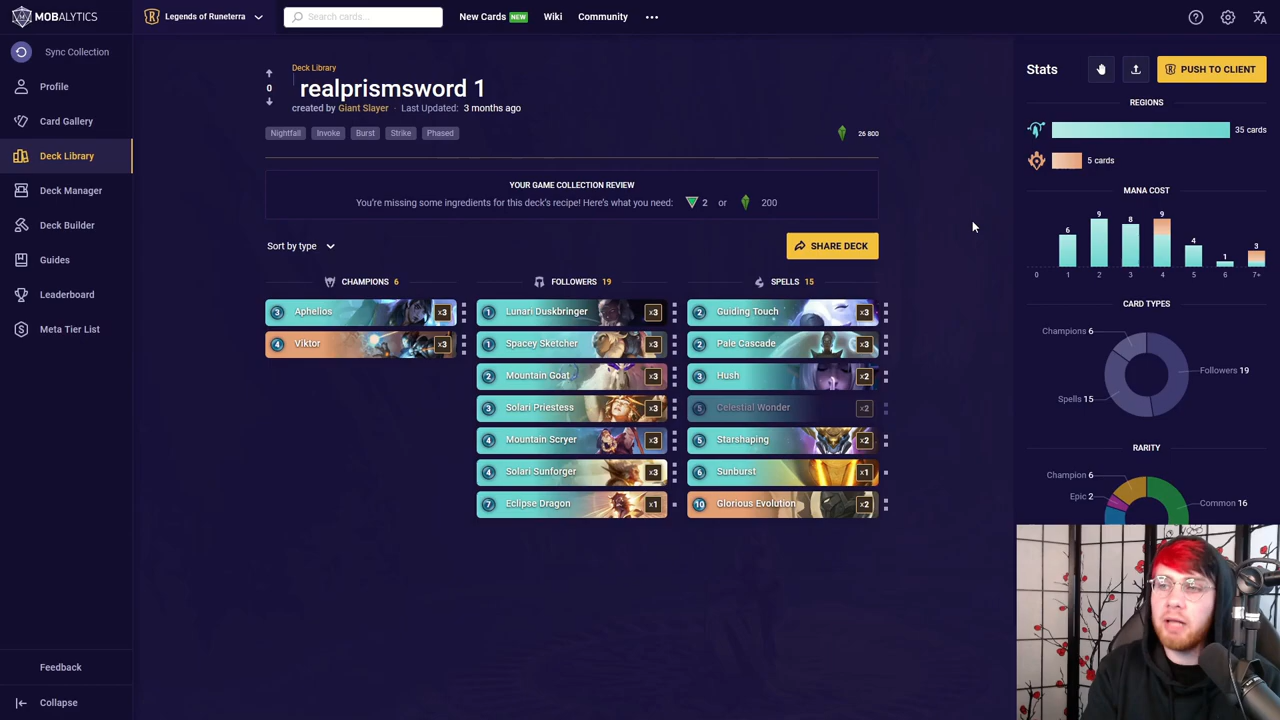 MOBALYTICS
Legends of Runeterra
Search cards...
New Cards NEW
Wiki
Community
Sync Collection
Profile
Card Gallery
Deck Library
Deck Manager
Deck Builder
Guides
Leaderboard
Meta Tier List
Feedback
Collapse
Deck Library
0
realprismsword 1
created by Giant Slayer · Last Updated: 3 months ago
Nightfall Invoke Burst Strike Phased
26 800
YOUR GAME COLLECTION REVIEW
You're missing some ingredients for this deck's recipe! Here's what you need: 2 or 200
Sort by type
SHARE DECK
CHAMPIONS 6
3 Aphelios x3
4 Viktor x3
FOLLOWERS 19
1 Lunari Duskbringer x3
1 Spacey Sketcher x3
2 Mountain Goat x3
3 Solari Priestess x3
4 Mountain Scryer x3
4 Solari Sunforger x3
7 Eclipse Dragon x1
SPELLS 15
2 Guiding Touch x3
2 Pale Cascade x3
3 Hush x2
5 Celestial Wonder x2
5 Starshaping x2
6 Sunburst x1
10 Glorious Evolution x2
Stats
PUSH TO CLIENT
REGIONS
35 cards
5 cards
MANA COST
6 9 8 9 4 1 3
0 1 2 3 4 5 6 7+
CARD TYPES
Champions 6
Followers 19
Spells 15
RARITY
Champion 6
Epic 2
Common 16